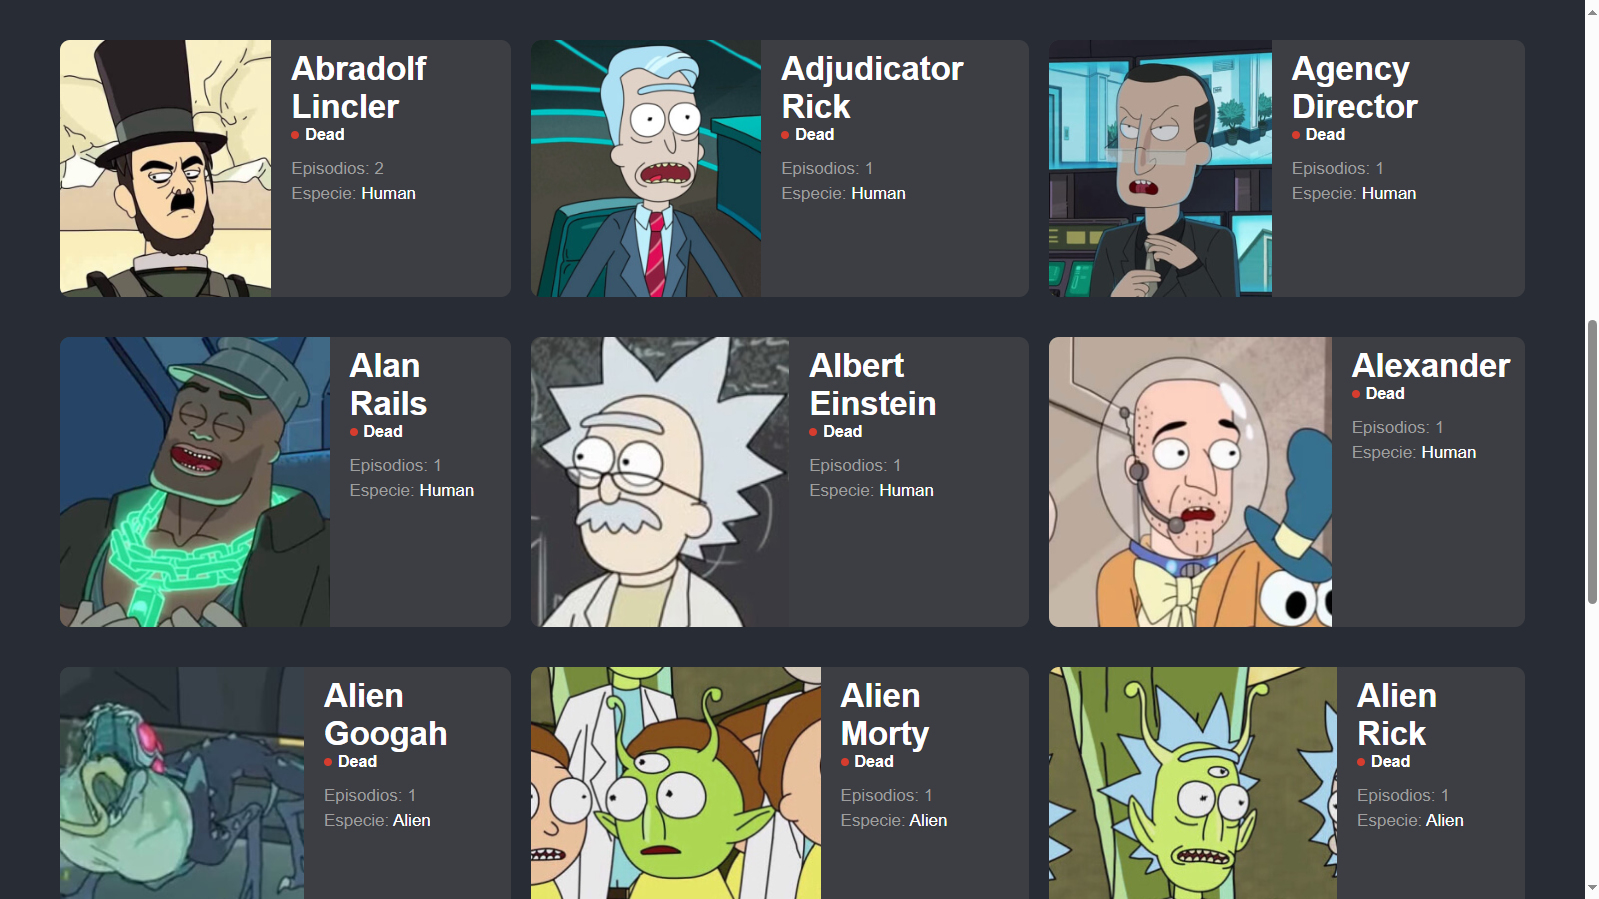 Abradolf
Lincler
Dead
Episodios: 2
Especie: Human
Adjudicator
Rick
Dead
Episodios: 1
Especie: Human
Agency
Director
Dead
Episodios: 1
Especie: Human
Alan
Rails
Dead
Episodios: 1
Especie: Human
Albert
Einstein
Dead
Episodios: 1
Especie: Human
Alexander
Dead
Episodios: 1
Especie: Human
Alien
Googah
Dead
Episodios: 1
Especie: Alien
Alien
Morty
Dead
Episodios: 1
Especie: Alien
Alien
Rick
Dead
Episodios: 1
Especie: Alien